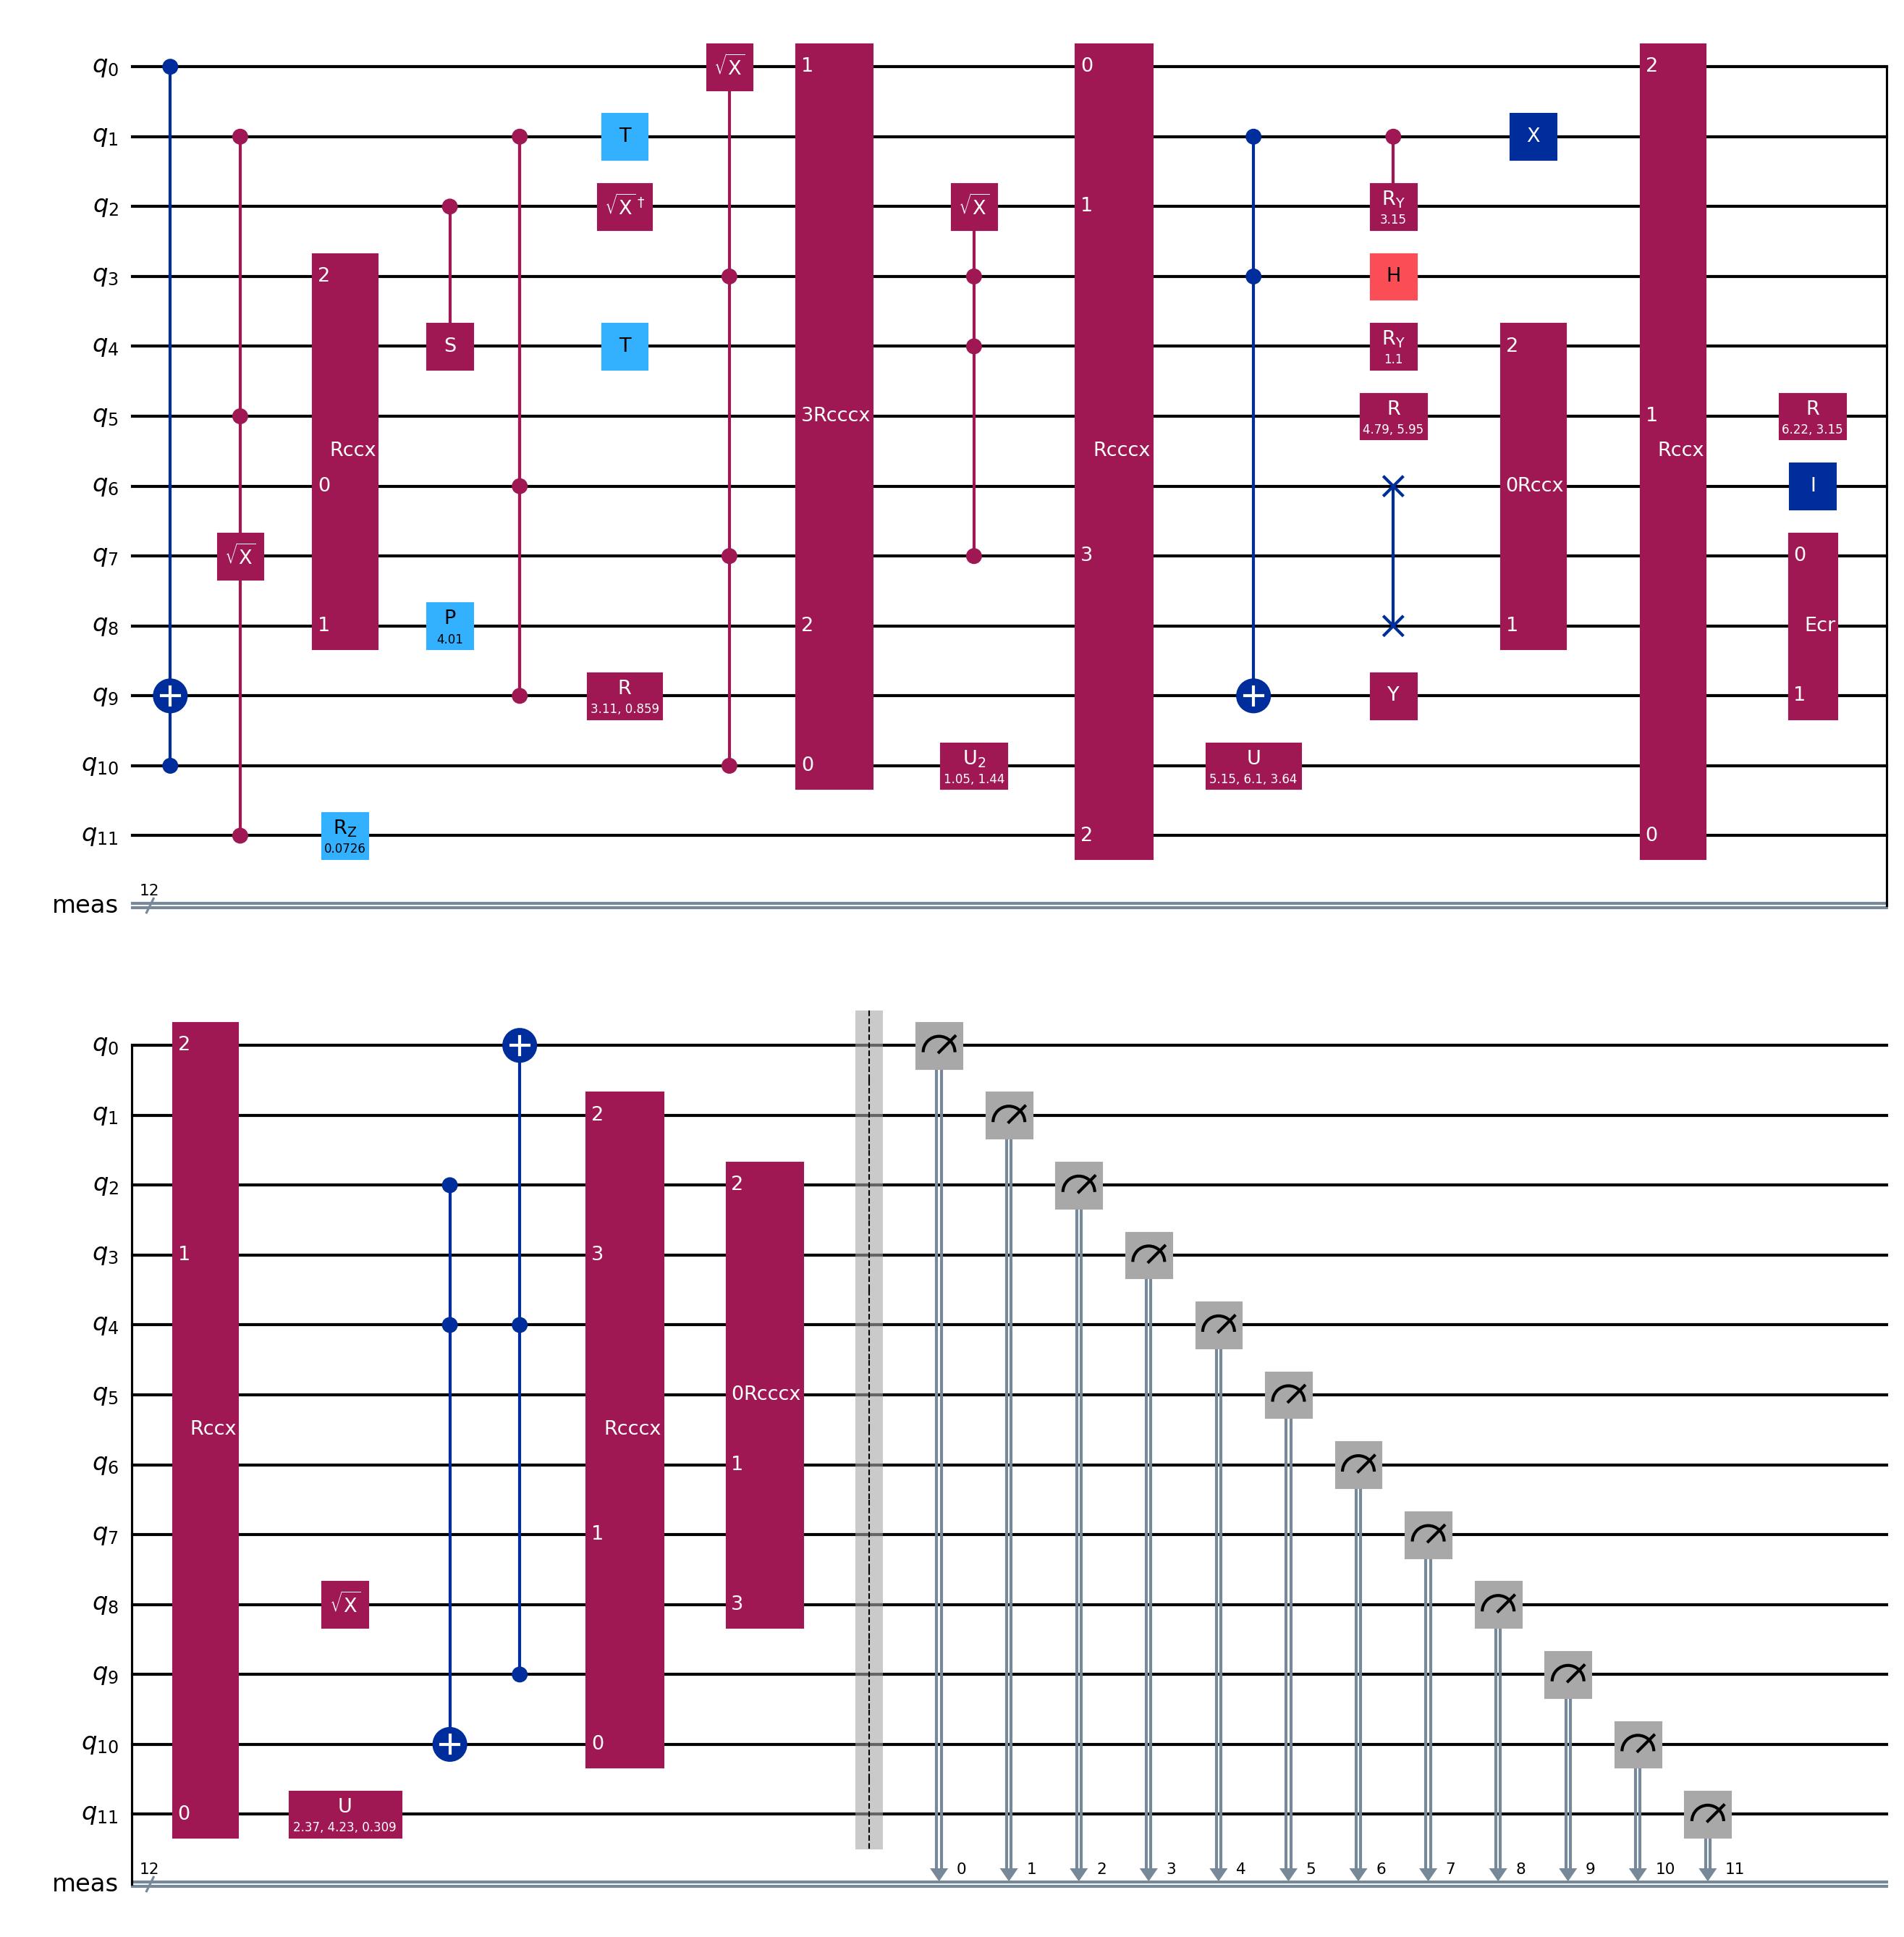 q0 √X 1 0 2
q1 T X
q2 √X† √X 1 RY
3.15
q3 2 H
q4 S T RY 2
1.1
q5 3Rcccx R 1 R
4.79, 5.95 6.22, 3.15
Rccx Rcccx Rccx
q6 0 0Rccx I
q7 √X 3 0
q8 1 P 2 1 Ecr
4.01
q9 R Y 1
3.11, 0.859
q10 0 U2 U
1.05, 1.44 5.15, 6.1, 3.64
q11 RZ 2 0
0.0726
12
meas
q0 2
q1 2
q2 2
q3 1 3
q4
q5 0Rcccx
Rccx Rcccx
q6 1
q7 1
q8 √X 3
q9
q10 0
q11 0 U
2.37, 4.23, 0.309
12 0 1 2 3 4 5 6 7 8 9 10 11
meas